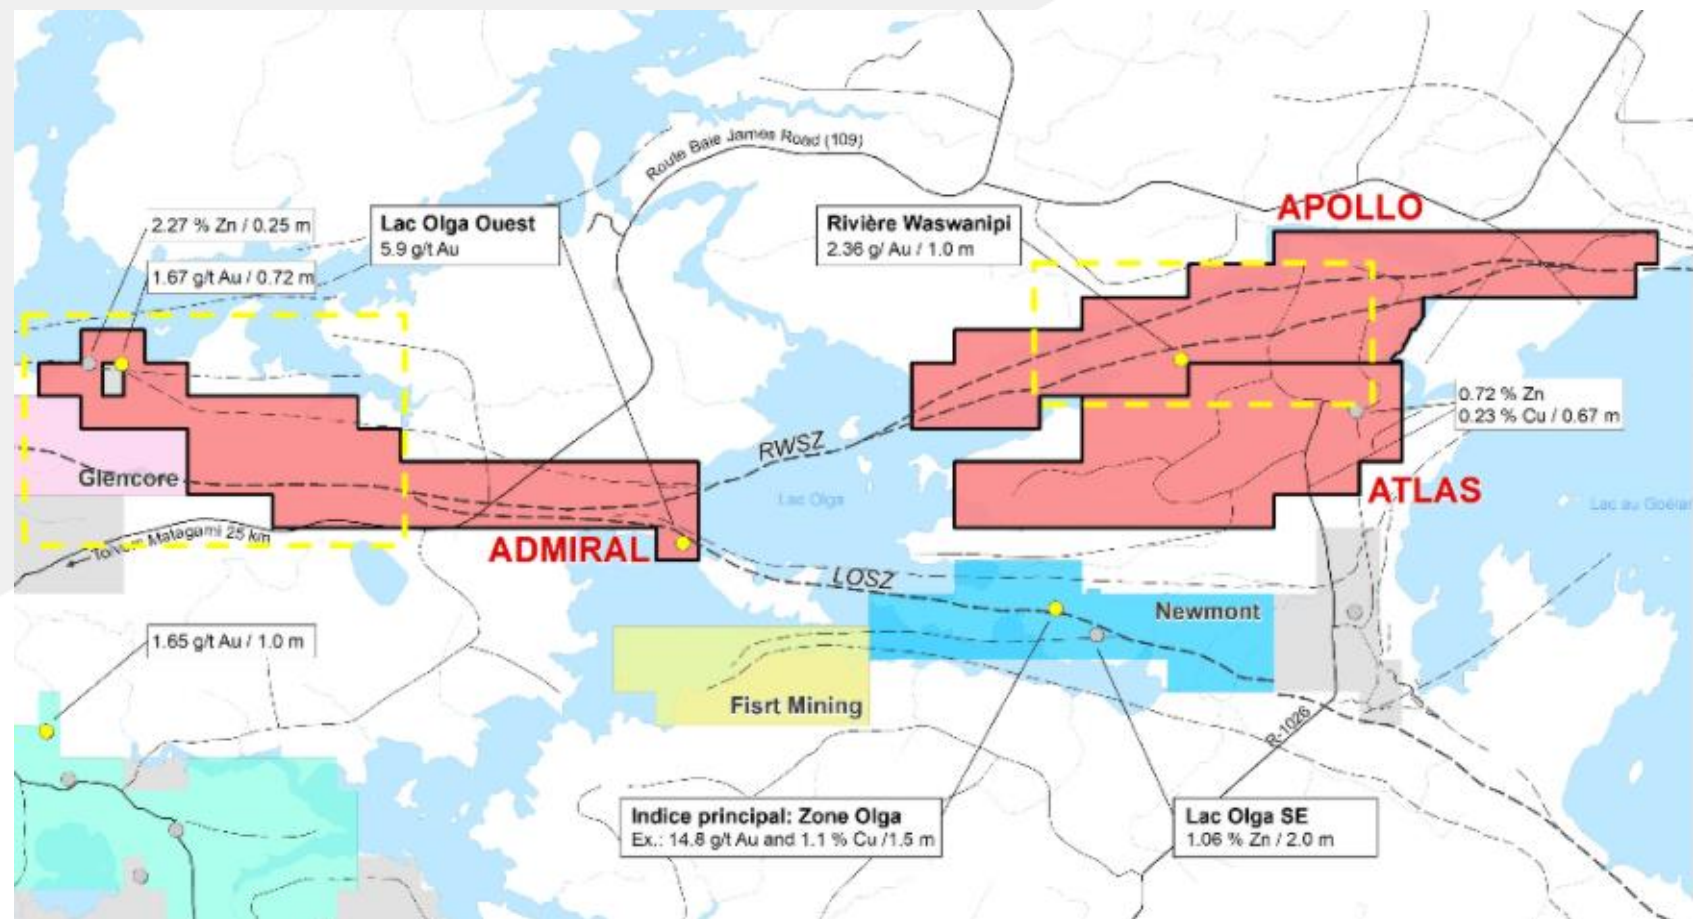 Route Baie James Road (109)
APOLLO
2.27 % Zn / 0.25 m
Lac Olga Ouest
5.9 g/t Au
Rivière Waswanipi
2.36 g/ Au / 1.0 m
1.67 g/t Au / 0.72 m
0.72 % Zn
0.23 % Cu / 0.67 m
RWSZ
Glencore
Lac Olga
ATLAS
Matagami 25 km
ADMIRAL
LOSZ
Newmont
1.65 g/t Au / 1.0 m
Fisrt Mining
R-1026
Indice principal: Zone Olga
Ex.: 14.8 g/t Au and 1.1 % Cu /1.5 m
Lac Olga SE
1.06 % Zn / 2.0 m